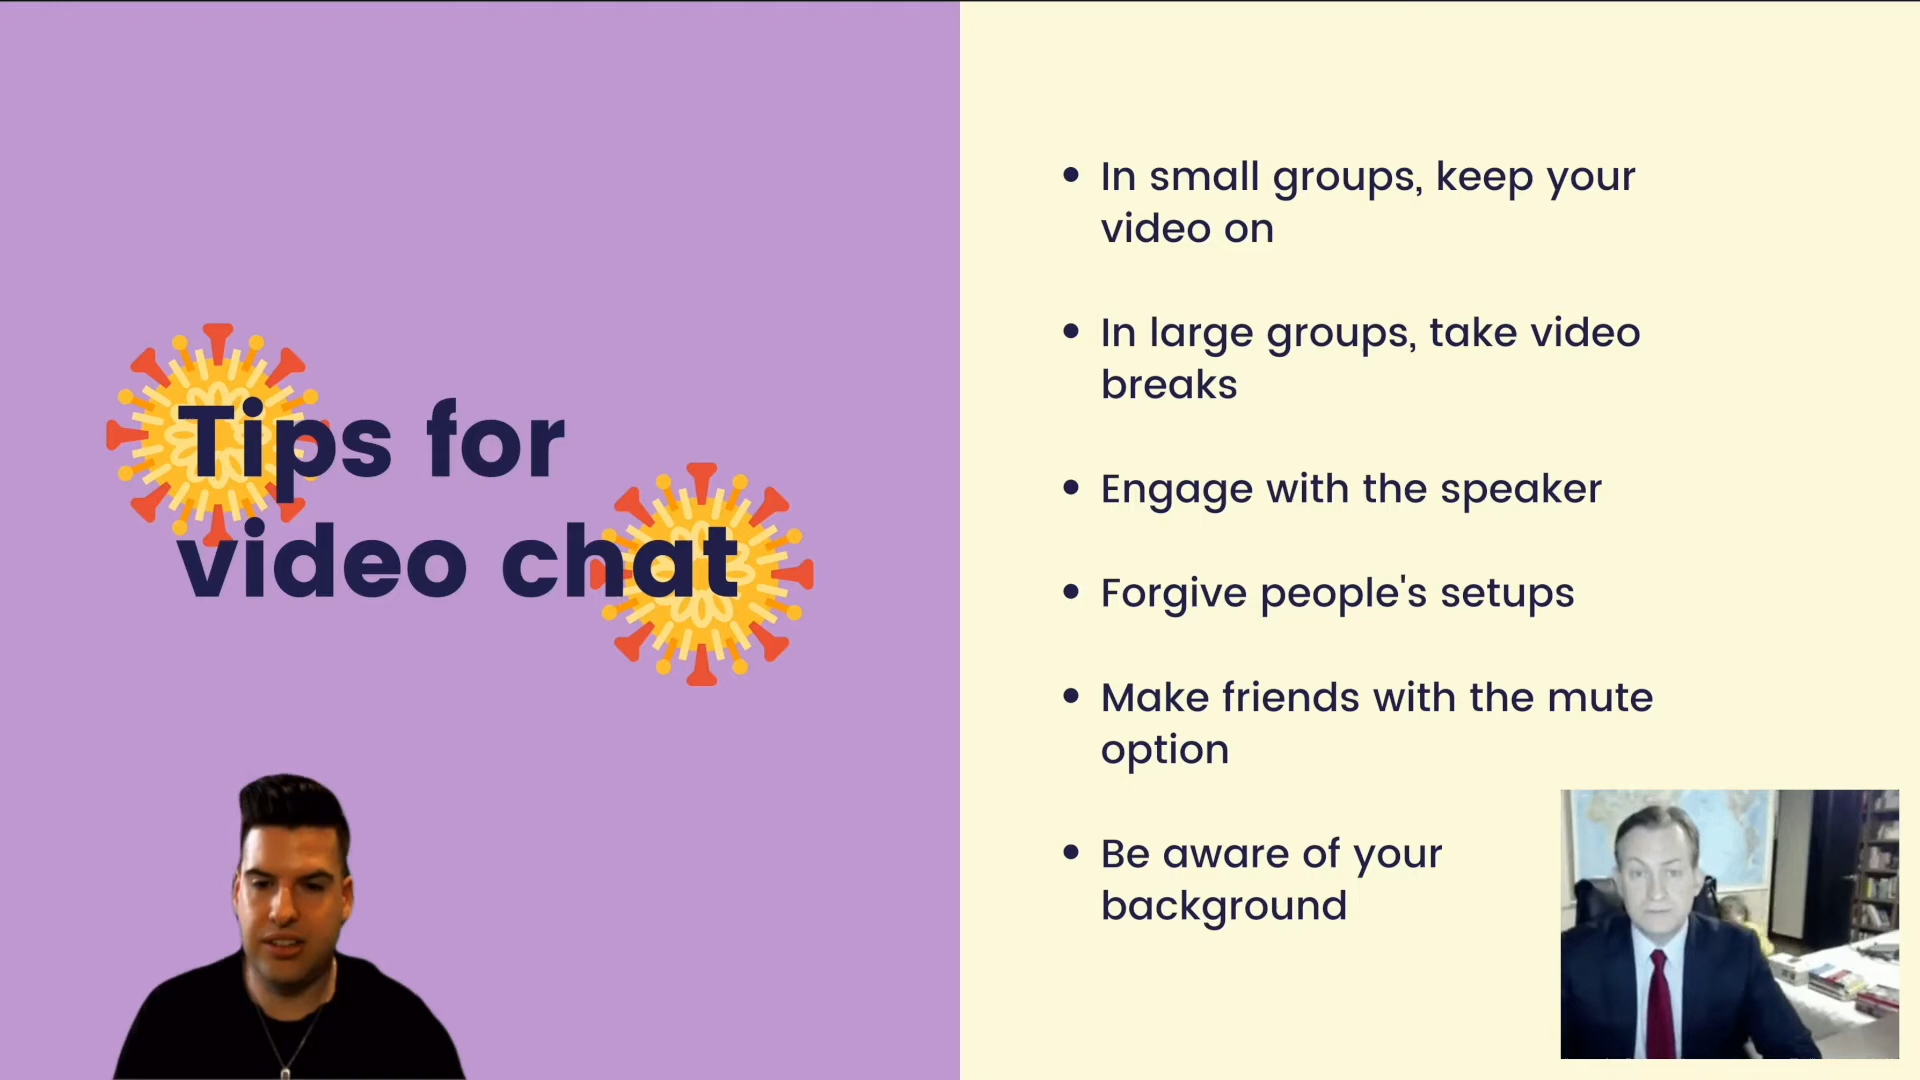 Tips for
video chat
• In small groups, keep your
video on
• In large groups, take video
breaks
• Engage with the speaker
• Forgive people's setups
• Make friends with the mute
option
• Be aware of your
background